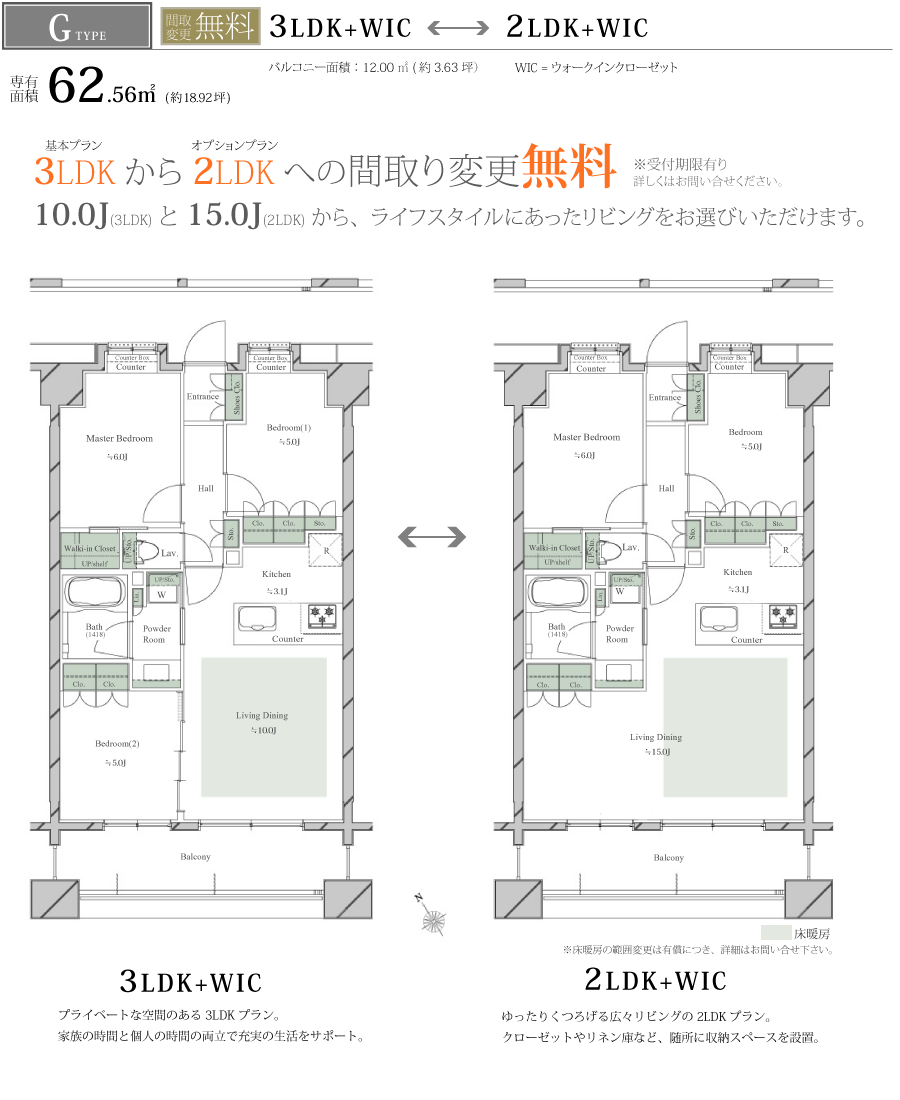 G TYPE
間取変更 無料
3LDK+WIC
2LDK+WIC
バルコニー面積：12.00 ㎡ ( 約 3.63 坪 )
WIC = ウォークインクローゼット
専有面積 62.56㎡ (約18.92坪)
基本プラン
オプションプラン
3LDK から 2LDK への間取り変更無料
※受付期限有り
詳しくはお問い合せください。
10.0J(3LDK) と 15.0J(2LDK) から、ライフスタイルにあったリビングをお選びいただけます。
Counter Box
Counter
Counter Box
Counter
Entrance
Shoes Clo.
Master Bedroom
≒6.0J
Bedroom(1)
≒5.0J
Hall
Clo.
Clo.
Sto.
Sto.
Walki-in Closet
UP/shelf
UP/Sto.
Lav.
R
Kitchen
≒3.1J
UP/Sto.
W
Lin.
Bath
(1418)
Powder
Room
Counter
Clo.
Clo.
Living Dining
≒10.0J
Bedroom(2)
≒5.0J
Balcony
Counter Box
Counter
Counter Box
Counter
Entrance
Shoes Clo.
Master Bedroom
≒6.0J
Bedroom
≒5.0J
Hall
Clo.
Clo.
Sto.
Sto.
Walki-in Closet
UP/shelf
UP/Sto.
Lav.
R
Kitchen
≒3.1J
UP/Sto.
W
Lin.
Bath
(1418)
Powder
Room
Counter
Clo.
Clo.
Living Dining
≒15.0J
Balcony
N
床暖房
※床暖房の範囲変更は有償につき、詳細はお問い合せ下さい。
3LDK+WIC
プライベートな空間のある 3LDK プラン。
家族の時間と個人の時間の両立で充実の生活をサポート。
2LDK+WIC
ゆったりくつろげる広々リビングの 2LDK プラン。
クローゼットやリネン庫など、随所に収納スペースを設置。